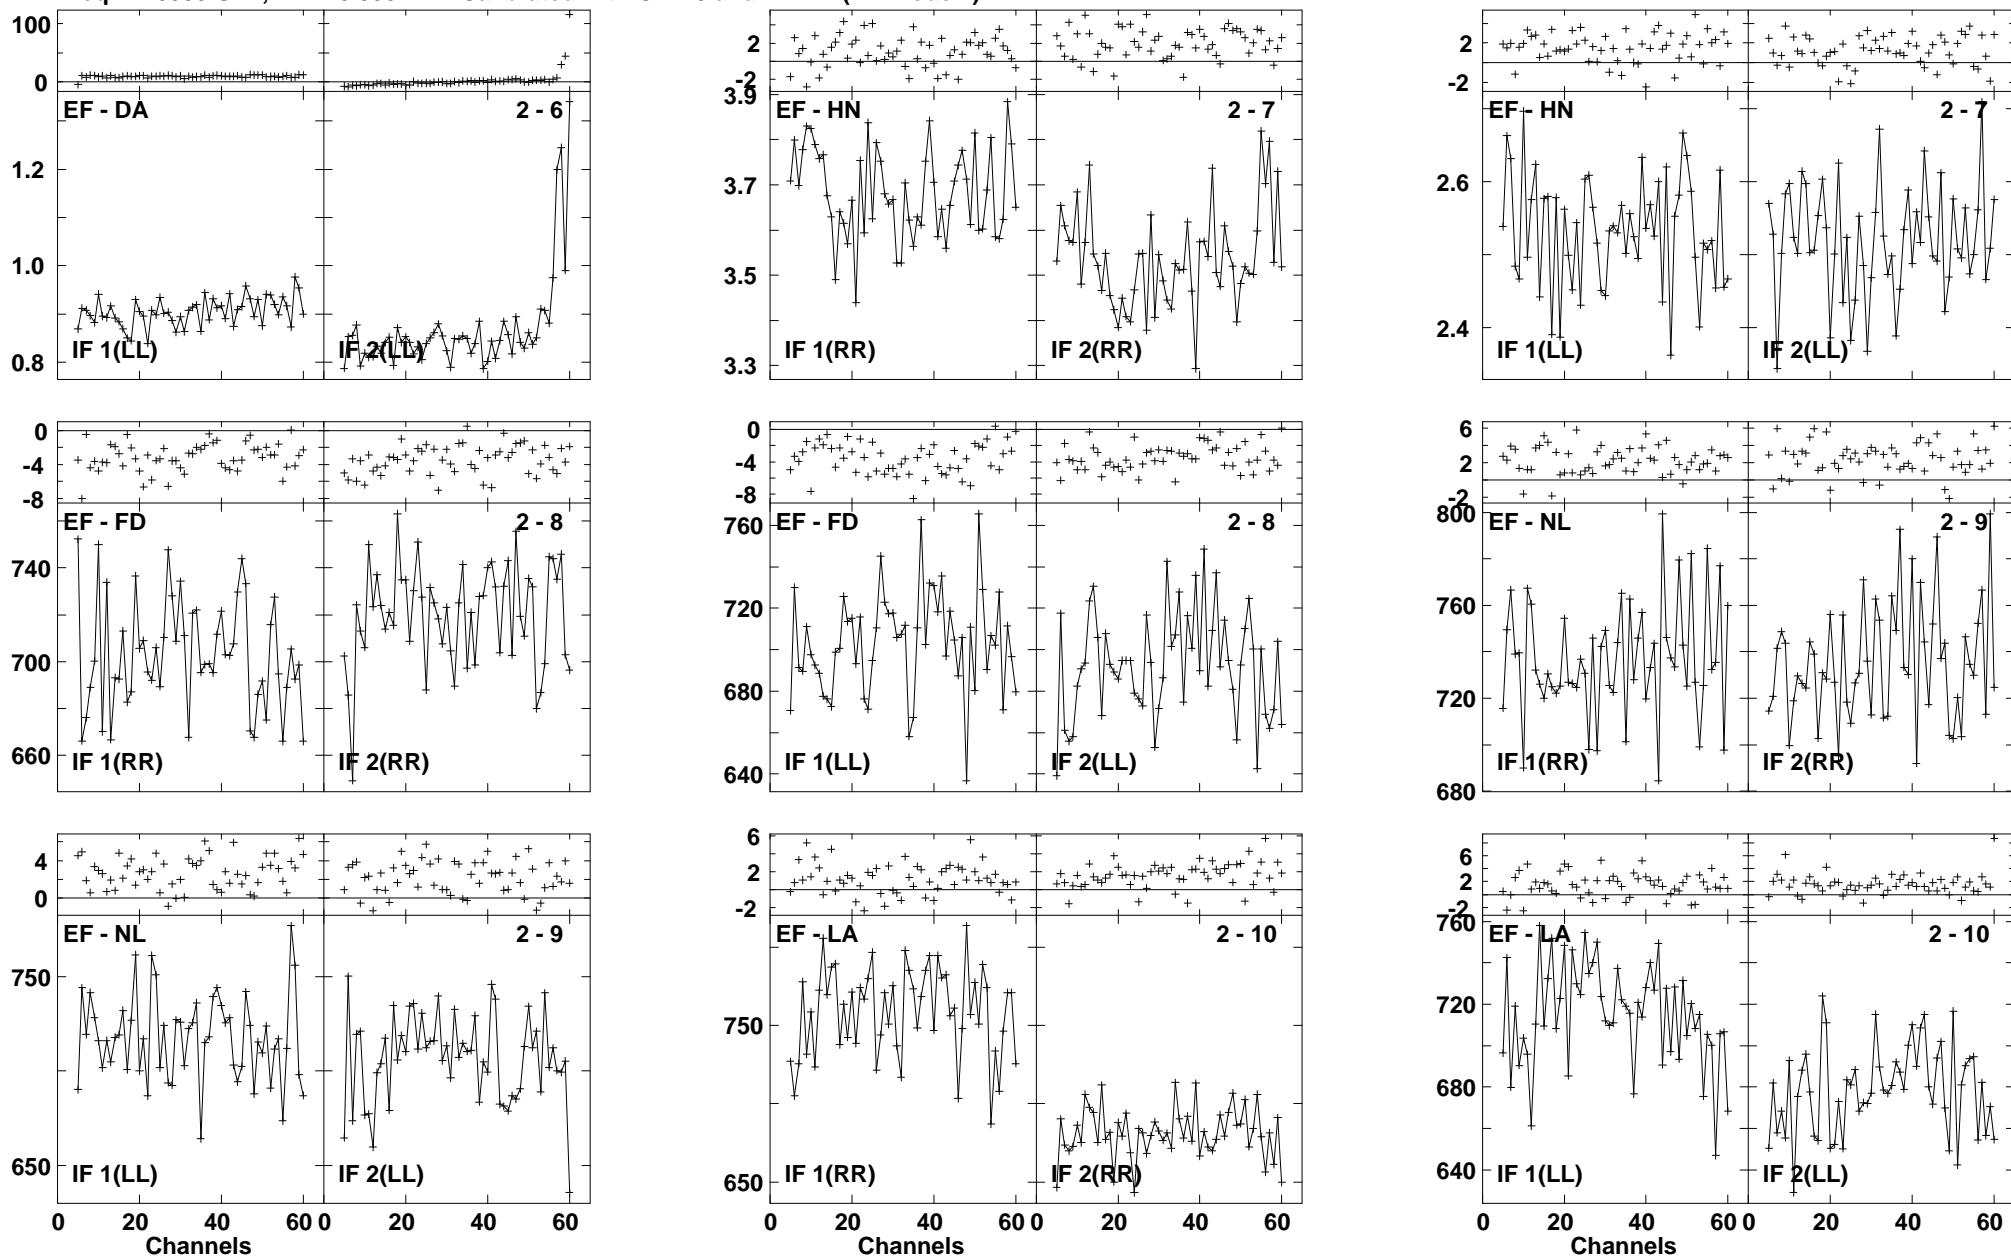 100
0
EF - DA
2 - 6
1.2
1.0
0.8
IF 1(LL)
IF 2(LL)
2
-2
3.9
EF - HN
2 - 7
3.7
3.5
3.3
IF 1(RR)
IF 2(RR)
2
-2
EF - HN
2 - 7
2.6
2.4
IF 1(LL)
IF 2(LL)
0
-4
-8
EF - FD
2 - 8
740
700
660
IF 1(RR)
IF 2(RR)
0
-4
-8
760
EF - FD
2 - 8
720
680
640
IF 1(LL)
IF 2(LL)
6
2
-2
800
EF - NL
2 - 9
760
720
680
IF 1(RR)
IF 2(RR)
4
0
EF - NL
2 - 9
750
650
IF 1(LL)
IF 2(LL)
0 20 40 60 0 20 40 60
Channels
6
2
-2
EF - LA
2 - 10
750
650
IF 1(RR)
IF 2(RR)
0 20 40 60 0 20 40 60
Channels
6
2
-2
760
EF - LA
2 - 10
720
680
640
IF 1(LL)
IF 2(LL)
0 20 40 60 0 20 40 60
Channels